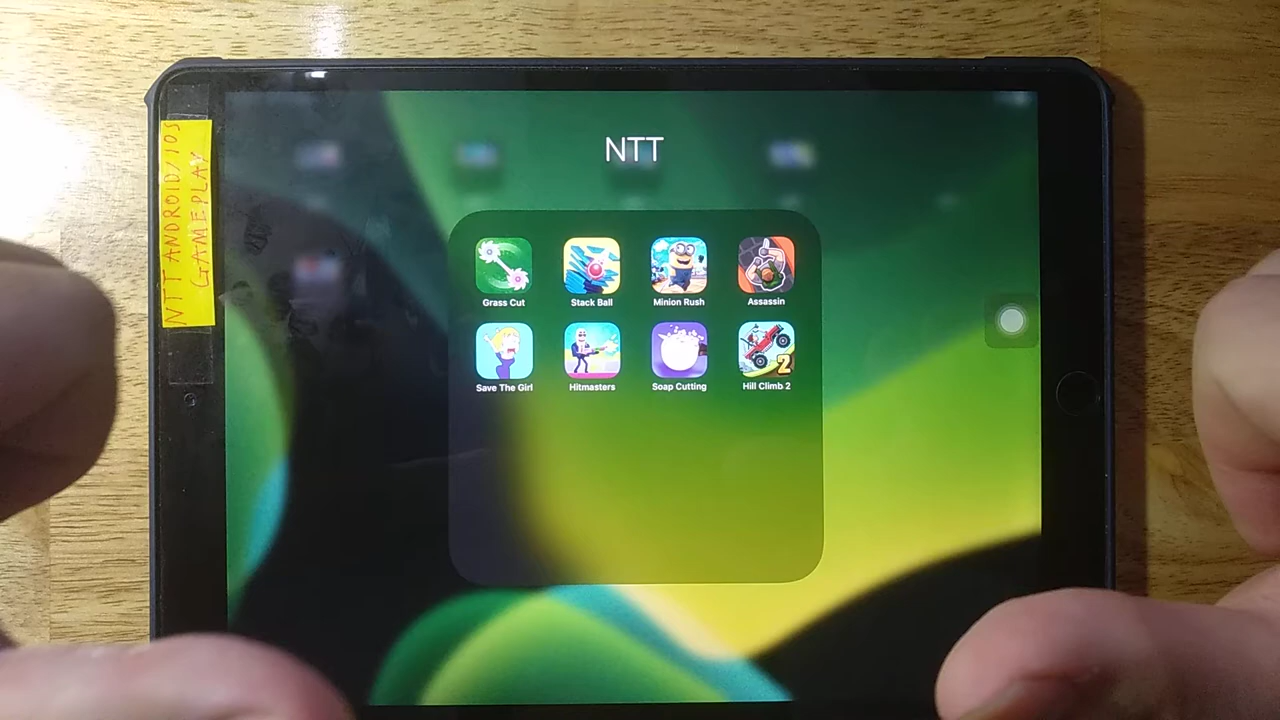 NTT ANDROID/IOS
GAMEPLAY
NTT
Grass Cut
Stack Ball
Minion Rush
Assassin
2
Save The Girl
Hitmasters
Soap Cutting
Hill Climb 2